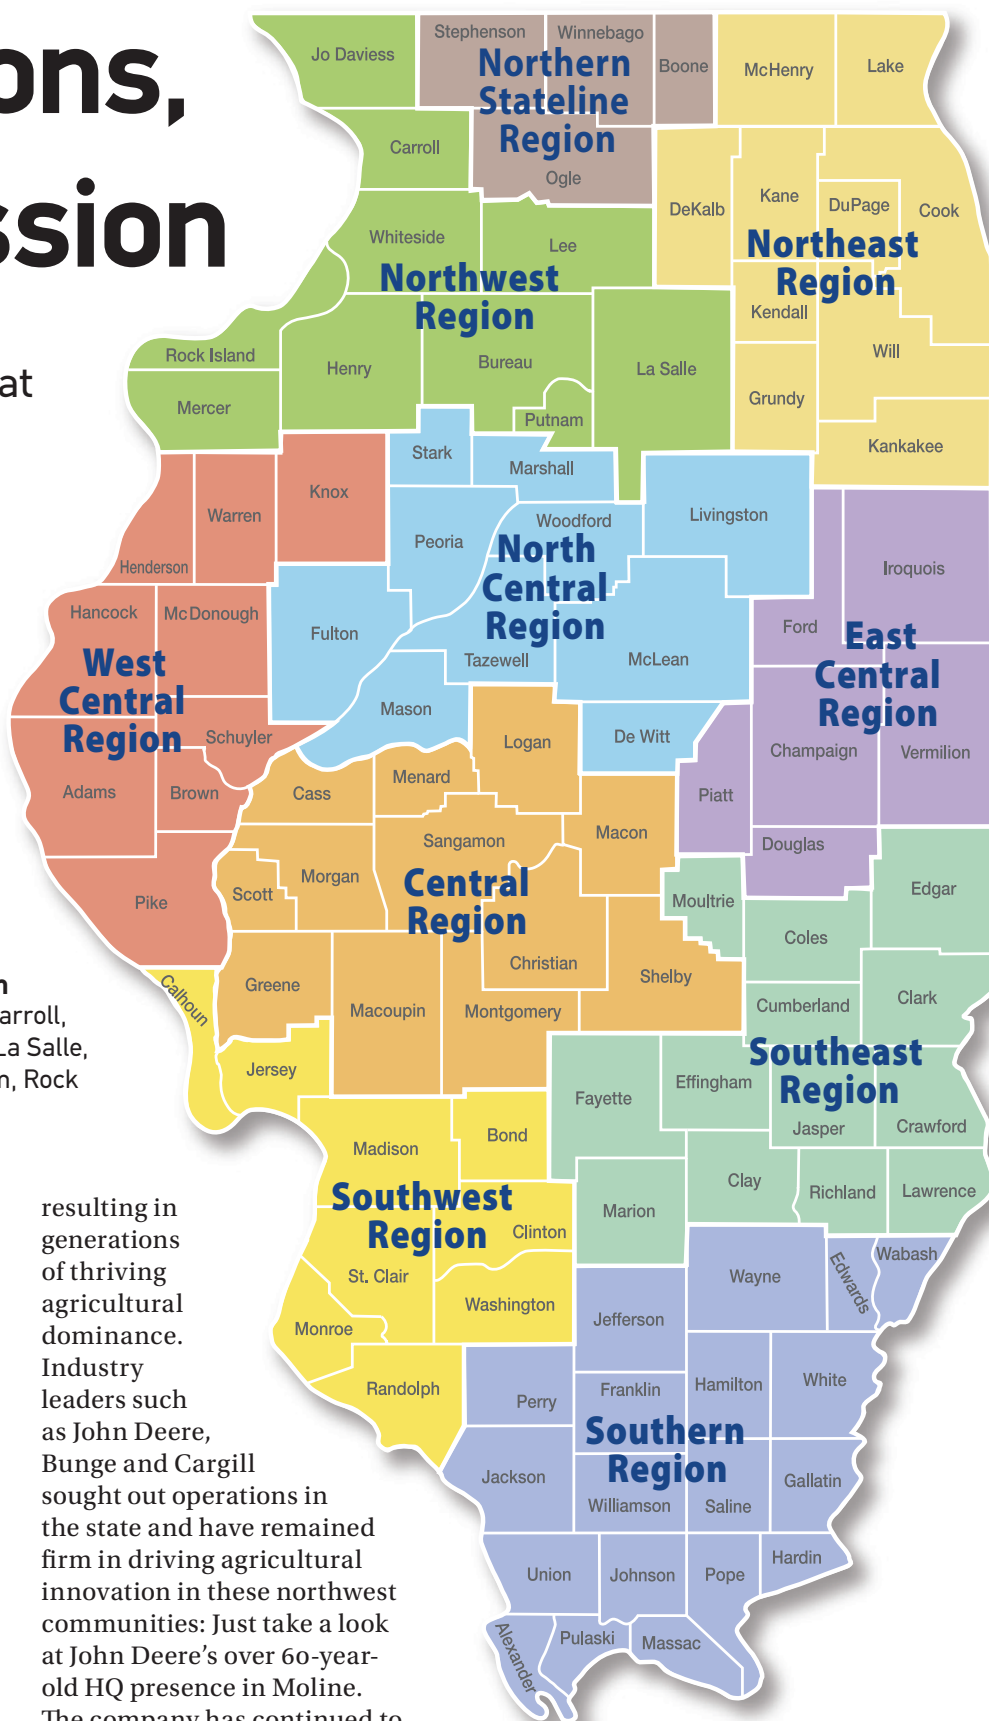 ons,
ssion
at
n
arroll,
La Salle,
n, Rock
resulting in
generations
of thriving
agricultural
dominance.
Industry
leaders such
as John Deere,
Bunge and Cargill
sought out operations in
the state and have remained
firm in driving agricultural
innovation in these northwest
communities: Just take a look
at John Deere’s over 60-year-
old HQ presence in Moline.
The company has continued to
Jo Daviess
Stephenson
Winnebago
Boone
McHenry
Lake
Northern
Stateline
Region
Carroll
Ogle
DeKalb
Kane
DuPage
Cook
Whiteside
Lee
Northwest
Region
Northeast
Region
Kendall
Will
Rock Island
Henry
Bureau
La Salle
Grundy
Mercer
Putnam
Kankakee
Stark
Marshall
Knox
Warren
Henderson
Peoria
Woodford
Livingston
North
Central
Region
Iroquois
Hancock
McDonough
Fulton
Ford
East
Central
Region
West
Central
Region
Tazewell
McLean
Mason
Schuyler
Logan
De Witt
Champaign
Vermilion
Adams
Brown
Cass
Menard
Piatt
Sangamon
Macon
Douglas
Pike
Scott
Morgan
Central
Region
Moultrie
Edgar
Coles
Calhoun
Greene
Macoupin
Christian
Montgomery
Shelby
Cumberland
Clark
Jersey
Fayette
Effingham
Southeast
Region
Jasper
Crawford
Madison
Bond
Clay
Richland
Lawrence
Southwest
Region
Clinton
Marion
St. Clair
Washington
Wayne
Edwards
Wabash
Monroe
Jefferson
Randolph
Perry
Franklin
Hamilton
White
Southern
Region
Jackson
Williamson
Saline
Gallatin
Union
Johnson
Pope
Hardin
Alexander
Pulaski
Massac